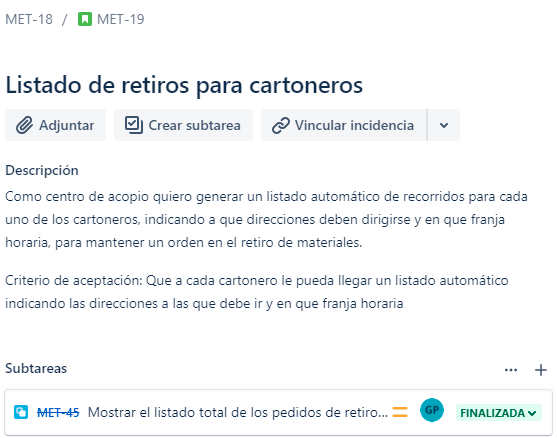 MET-18 / MET-19
Listado de retiros para cartoneros
Adjuntar Crear subtarea Vincular incidencia
Descripción
Como centro de acopio quiero generar un listado automático de recorridos para cada
uno de los cartoneros, indicando a que direcciones deben dirigirse y en que franja
horaria, para mantener un orden en el retiro de materiales.
Criterio de aceptación: Que a cada cartonero le pueda llegar un listado automático
indicando las direcciones a las que debe ir y en que franja horaria
Subtareas
MET-45 Mostrar el listado total de los pedidos de retiro... GP FINALIZADA